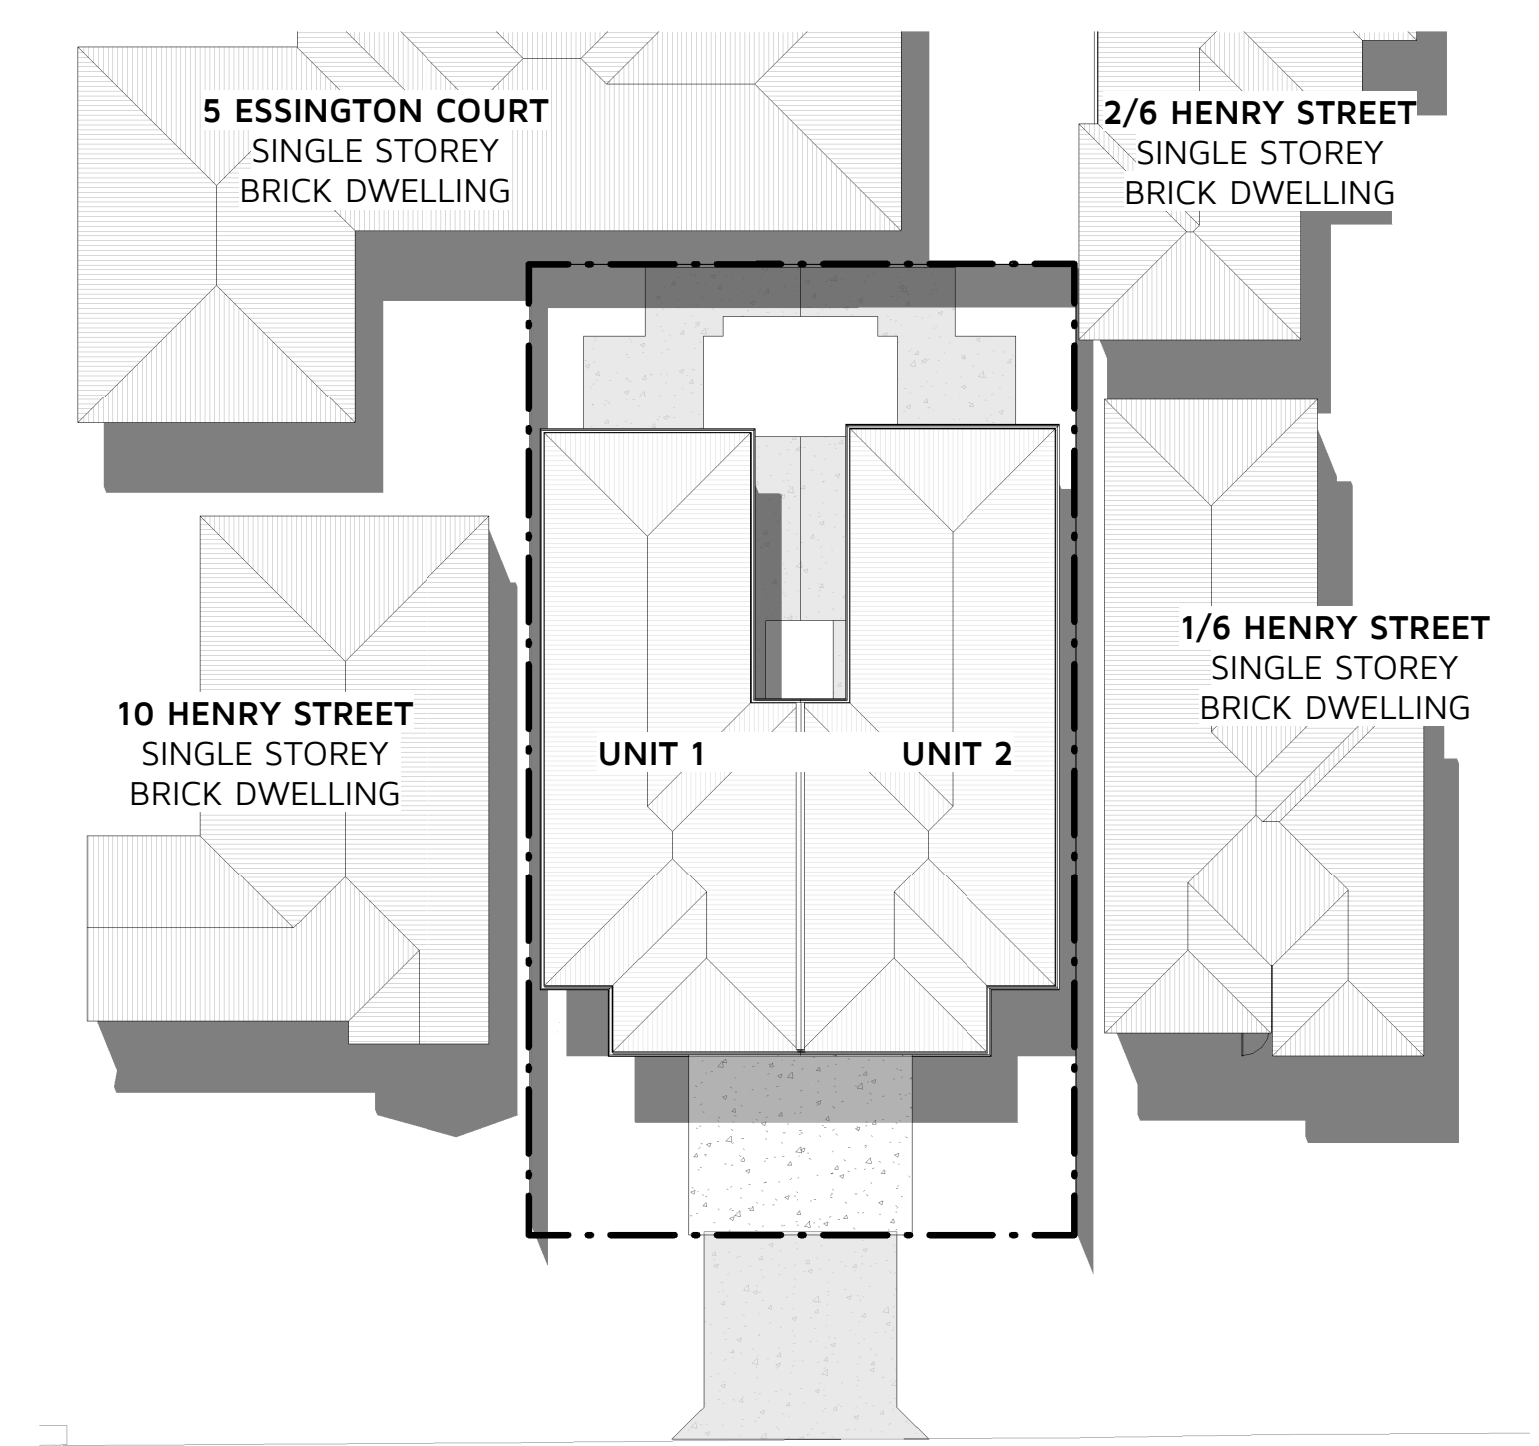 5 ESSINGTON COURT
SINGLE STOREY
BRICK DWELLING
2/6 HENRY STREET
SINGLE STOREY
BRICK DWELLING
1/6 HENRY STREET
SINGLE STOREY
BRICK DWELLING
10 HENRY STREET
SINGLE STOREY
BRICK DWELLING
UNIT 1
UNIT 2